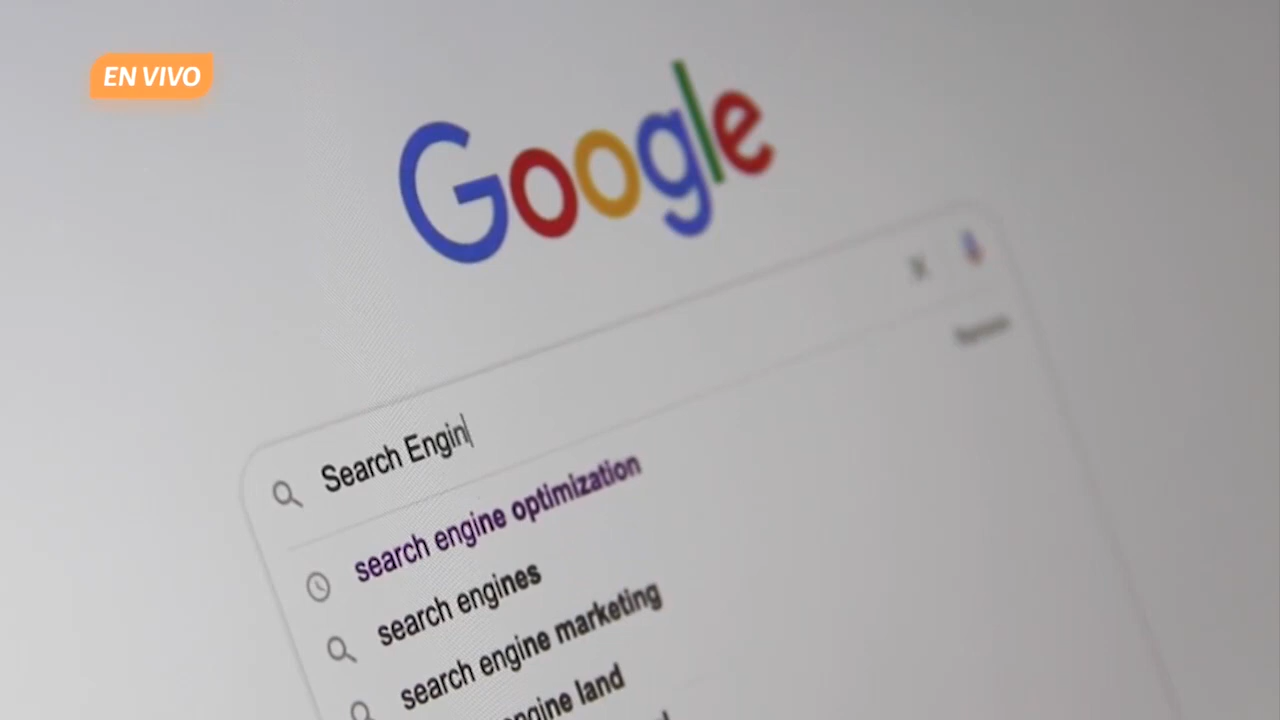 EN VIVO
Google
Search Engin
search engine optimization
search engines
search engine marketing
engine land